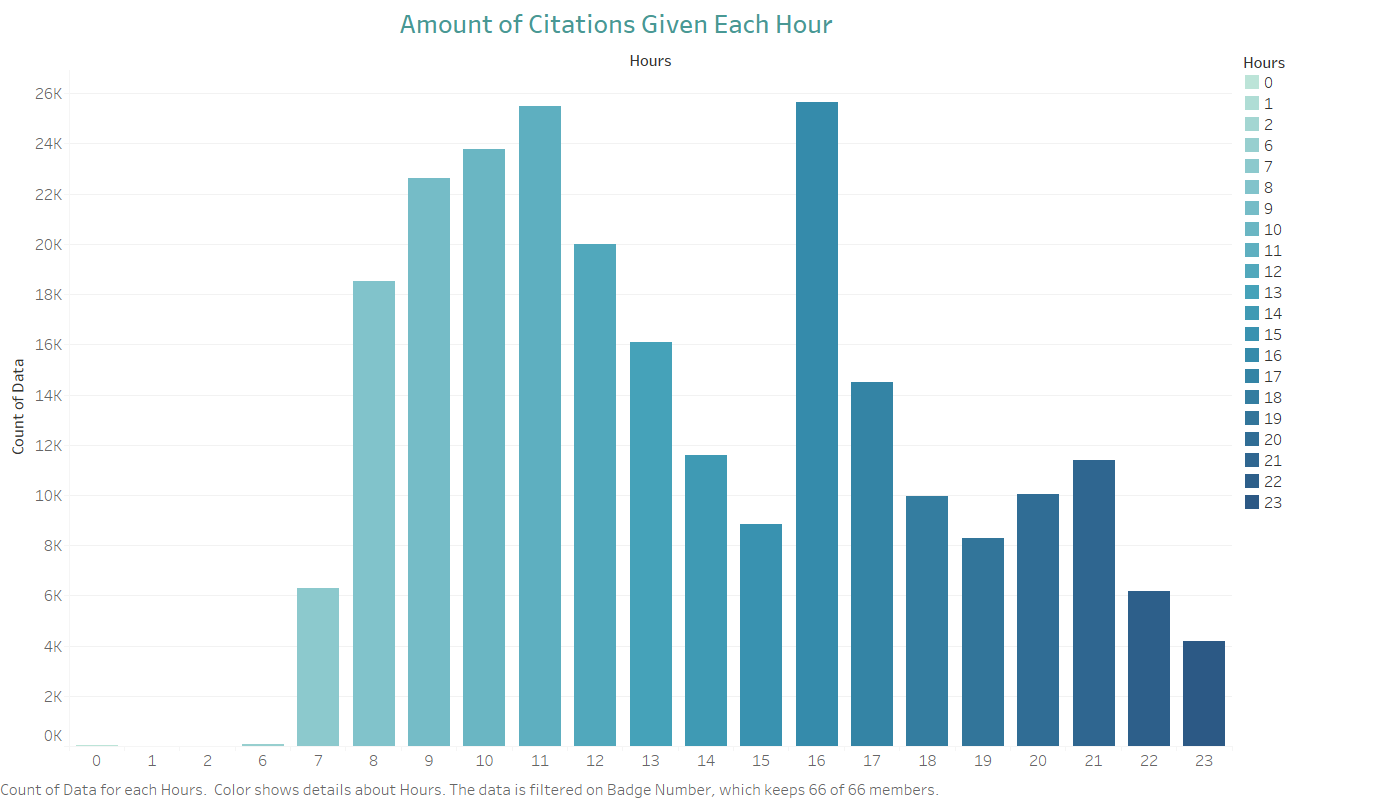 Amount of Citations Given Each Hour
Hours
Hours
0
1
2
6
7
8
9
10
11
12
13
14
15
16
17
18
19
20
21
22
23
26K
24K
22K
20K
18K
16K
14K
12K
10K
8K
6K
4K
2K
0K
Count of Data
0 1 2 6 7 8 9 10 11 12 13 14 15 16 17 18 19 20 21 22 23
Count of Data for each Hours. Color shows details about Hours. The data is filtered on Badge Number, which keeps 66 of 66 members.